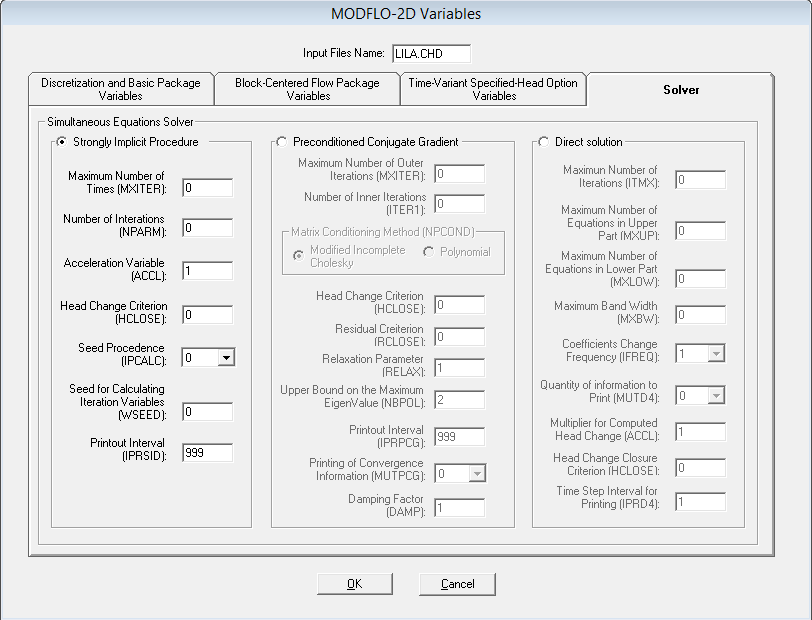 MODFLO-2D Variables
Input Files Name: LILA.CHD
Discretization and Basic Package
Variables
Block-Centered Flow Package
Variables
Time-Variant Specified-Head Option
Variables
Solver
Simultaneous Equations Solver
Strongly Implicit Procedure
Maximum Number of
Times (MXITER): 0
Number of Interations
(NPARM): 0
Acceleration Variable
(ACCL): 1
Head Change Criterion
(HCLOSE): 0
Seed Procedence
(IPCALC): 0
Seed for Calculating
Iteration Variables
(WSEED): 0
Printout Interval
(IPRSID): 999
Preconditioned Conjugate Gradient
Maximum Number of Outer
Iterations (MXITER): 0
Number of Inner Iterations
(ITER1): 0
Matrix Conditioning Method (NPCOND)
Modified Incomplete
Cholesky
Polynomial
Head Change Criterion
(HCLOSE): 0
Residual Creiterion
(RCLOSE): 0
Relaxation Parameter
(RELAX): 1
Upper Bound on the Maximum
EigenValue (NBPOL): 2
Printout Interval
(IPRPCG): 999
Printing of Convergence
Information (MUTPCG): 0
Damping Factor
(DAMP): 1
Direct solution
Maximun Number of
Iterations (ITMX): 0
Maximum Number of
Equations in Upper
Part (MXUP): 0
Maximum Number of
Equations in Lower Part
(MXLOW): 0
Maximum Band Width
(MXBW): 0
Coefficients Change
Frequency (IFREQ): 1
Quantity of information to
Print (MUTD4): 0
Multiplier for Computed
Head Change (ACCL): 1
Head Change Closure
Criterion (HCLOSE): 0
Time Step Interval for
Printing (IPRD4): 1
OK
Cancel